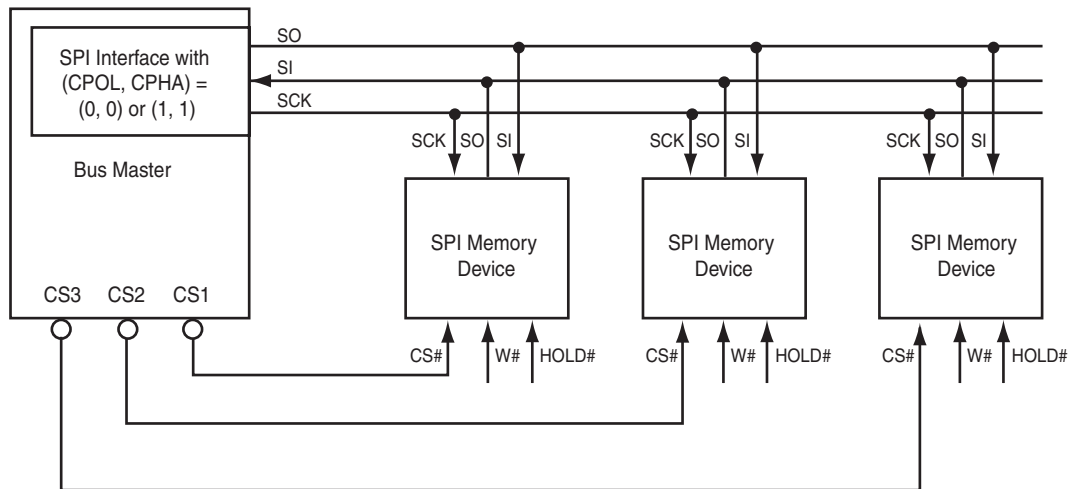 SO
SPI Interface with
(CPOL, CPHA) =
(0, 0) or (1, 1)
SI
SCK
Bus Master
SCK SO SI
SCK SO SI
SCK SO SI
SPI Memory
Device
SPI Memory
Device
SPI Memory
Device
CS3 CS2 CS1
CS# W# HOLD#
CS# W# HOLD#
CS# W# HOLD#